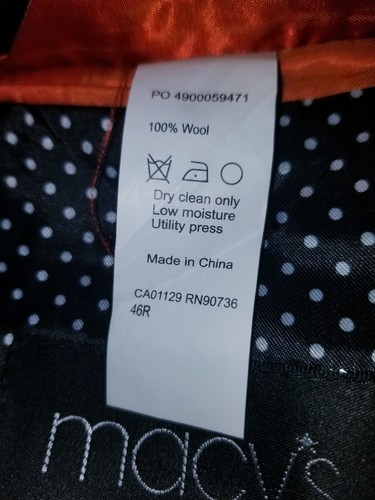 PO 4900059471
100% Wool
Dry clean only
Low moisture
Utility press
Made in China
CA01129 RN90736
46R
macy's